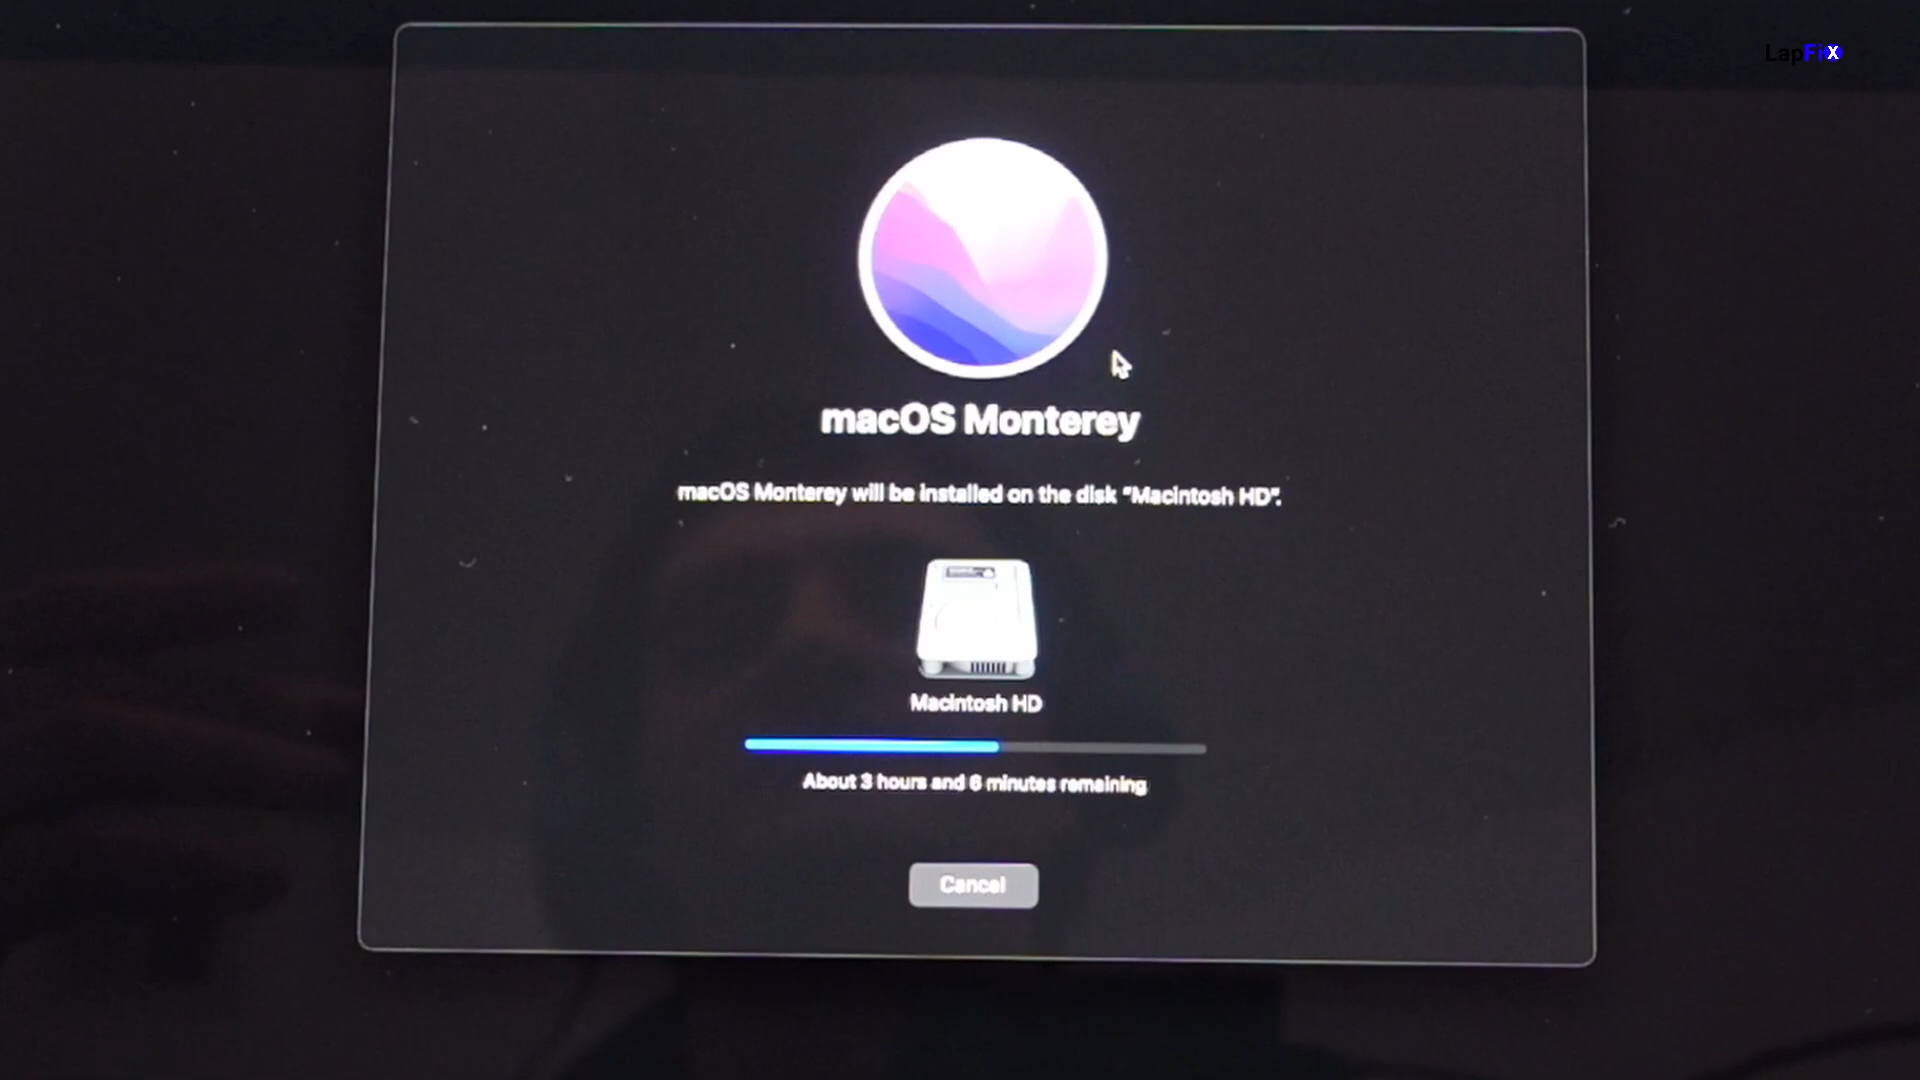 LapFix
macOS Monterey
macOS Monterey will be installed on the disk “Macintosh HD”.
Macintosh HD
About 3 hours and 6 minutes remaining
Cancel